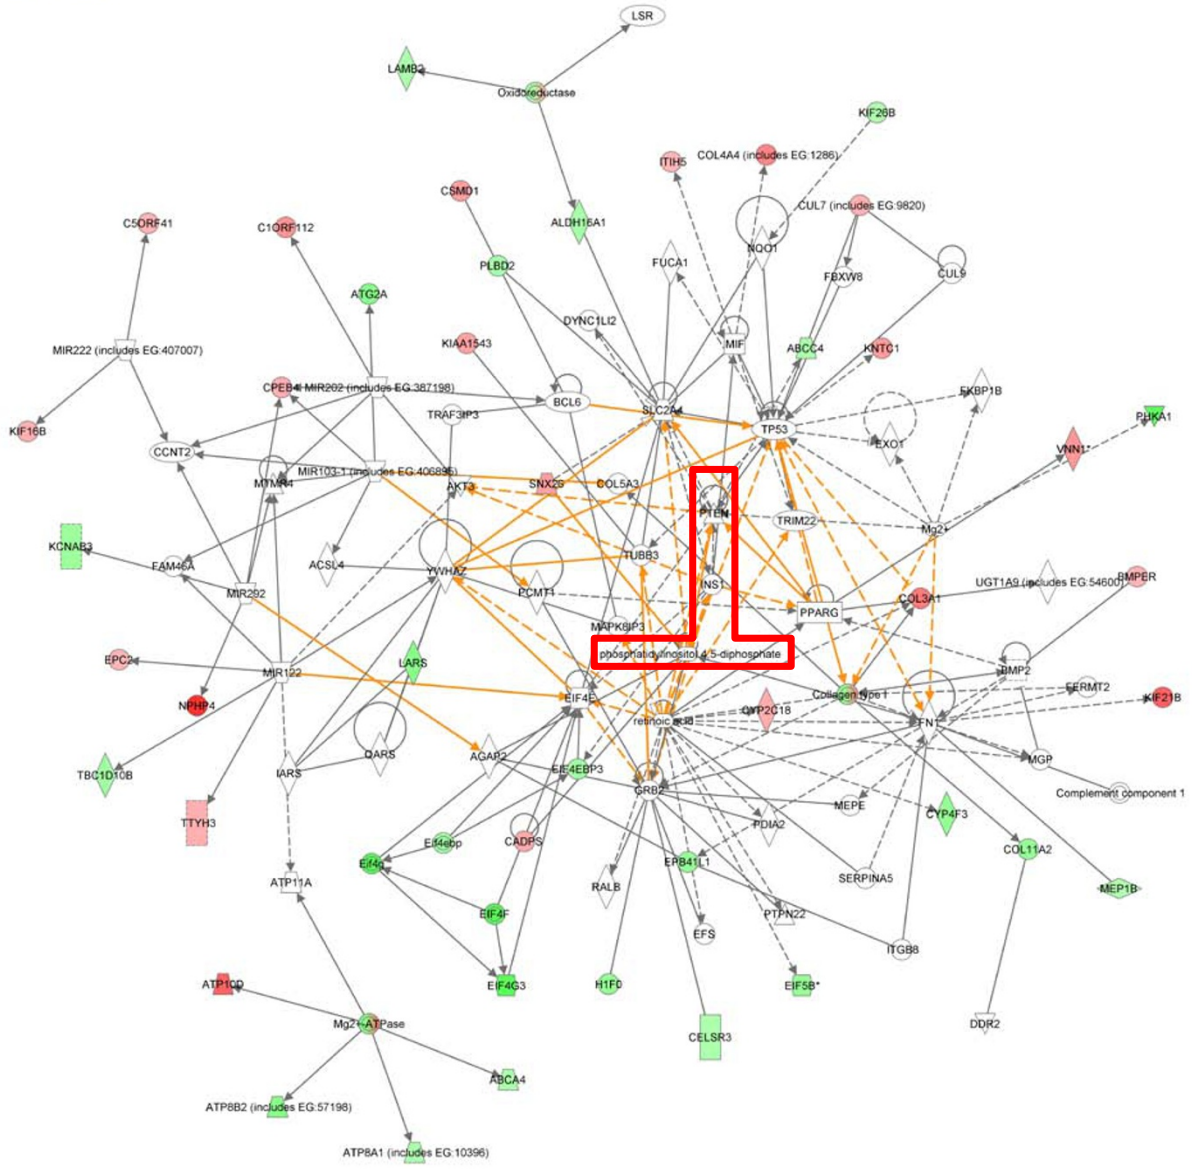 LSR
LAMB2
Oxidoreductase
KIF26B
ITIH5
COL4A4 (includes EG:1286)
CSMD1
CUL7 (includes EG:9820)
C5ORF41
C1ORF112
ALDH16A1
NQO1
FUCA1
PLBD2
FBXW8
CUL9
ATG2A
DYNC1LI2
MIF
ABCC4
KNTC1
MIR222 (includes EG:407007)
KIAA1543
CPEB4
MIR202 (includes EG:387198)
FKBP1B
BCL6
SLC2A4
TRAF3IP3
PHKA1
KIF16B
TP53
EXO1
VNN1
CCNT2
MIR103-1 (includes EG:406895)
MTMR4
AKT3
SNX26
COL5A3
PTEN
TRIM22
Mg2+
KCNAB3
FAM46A
ACSL4
YWHAZ
TUBB3
INS1
UGT1A9 (includes EG:54600)
BMPER
MIR292
PCMT1
COL3A1
PPARG
MAPK8IP3
phosphatidylinositol 4,5-diphosphate
EPC2
MIR122
LARS
BMP2
NPHP4
EIF4E
Collagen type I
FERMT2
KIF21B
CYP2C18
retinoic acid
FN1
TBC1D10B
IARS
QARS
AGAP2
EIF4EBP3
MGP
GRB2
Complement component 1
MEPE
TTYH3
PDIA2
CYP4F3
Eif4ebp
CADPS
COL11A2
Eif4g
EPB41L1
ATP11A
RALB
SERPINA5
MEP1B
EIF4F
PTPN22
EFS
ITGB8
ATP10D
EIF4G3
H1F0
EIF5B*
Mg2+-ATPase
DDR2
CELSR3
ABCA4
ATP8B2 (includes EG:57198)
ATP8A1 (includes EG:10396)